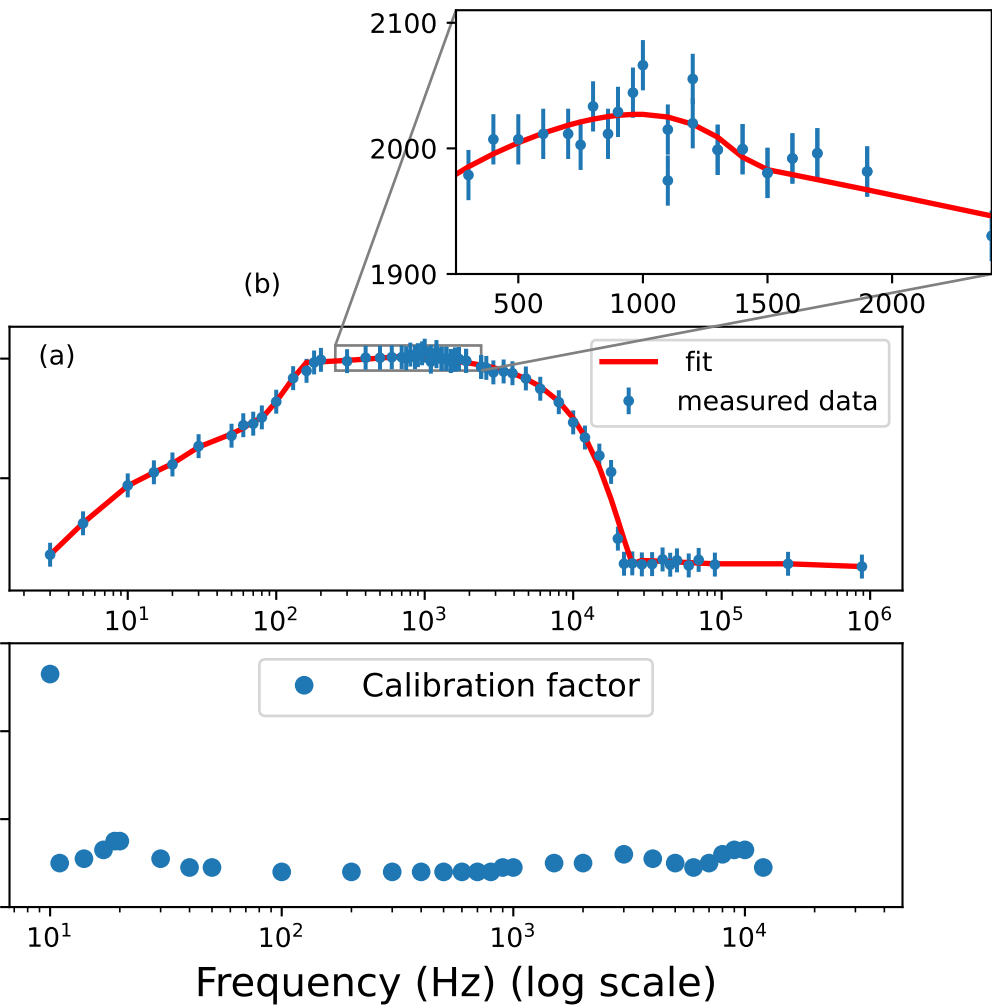 2100
2000
1900
500 1000 1500 2000
(b)
(a)
fit
measured data
10¹ 10² 10³ 10⁴ 10⁵ 10⁶
Calibration factor
10¹ 10² 10³ 10⁴
Frequency (Hz) (log scale)